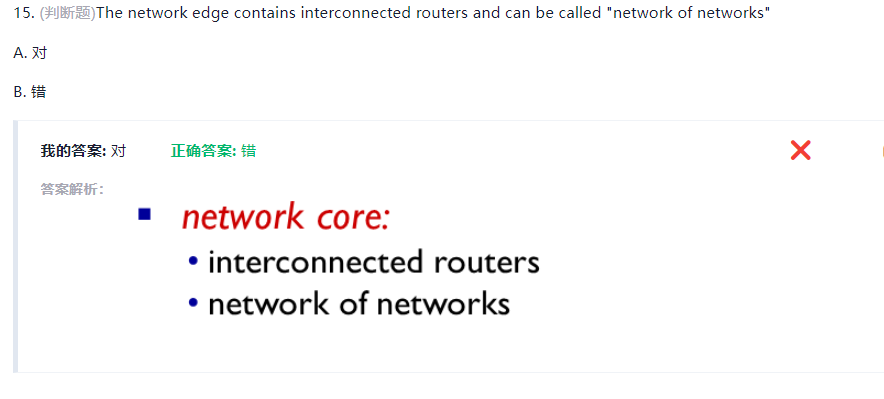 15. (判断题)The network edge contains interconnected routers and can be called "network of networks"
A. 对
B. 错
我的答案: 对 正确答案: 错
答案解析:
network core:
• interconnected routers
• network of networks